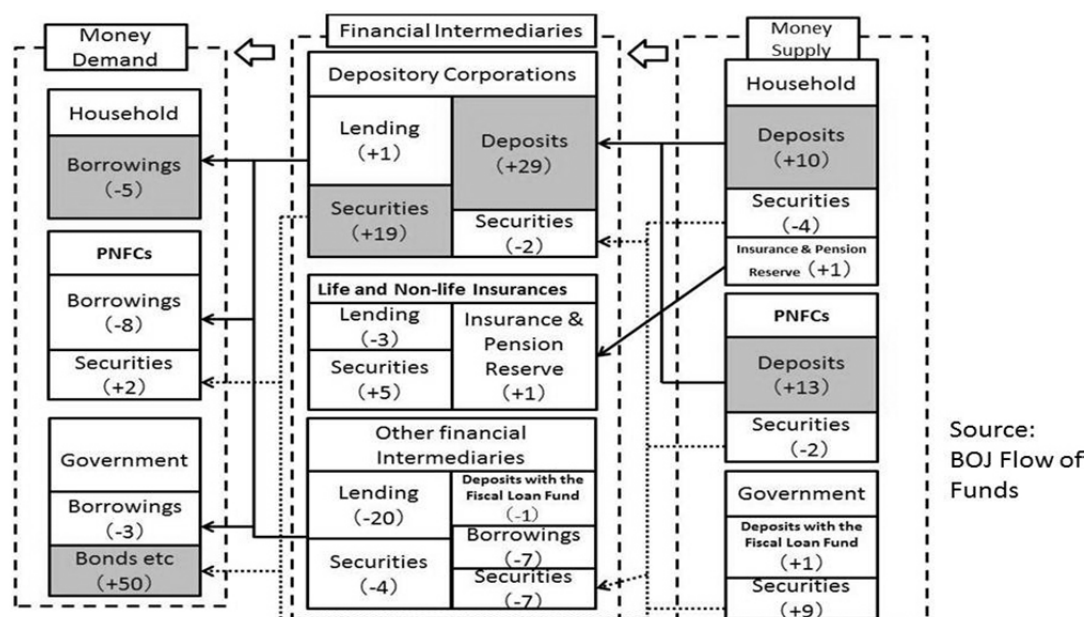 Money
Demand
Household
Borrowings
(-5)
PNFCs
Borrowings
(-8)
Securities
(+2)
Government
Borrowings
(-3)
Bonds etc
(+50)
Financial Intermediaries
Depository Corporations
Lending
(+1)
Securities
(+19)
Deposits
(+29)
Securities
(-2)
Life and Non-life Insurances
Lending
(-3)
Securities
(+5)
Insurance &
Pension
Reserve
(+1)
Other financial
Intermediaries
Lending
(-20)
Securities
(-4)
Deposits with the
Fiscal Loan Fund
(-1)
Borrowings
(-7)
Securities
(-7)
Money
Supply
Household
Deposits
(+10)
Securities
(-4)
Insurance & Pension
Reserve (+1)
PNFCs
Deposits
(+13)
Securities
(-2)
Government
Deposits with the
Fiscal Loan Fund
(+1)
Securities
(+9)
Source:
BOJ Flow of
Funds